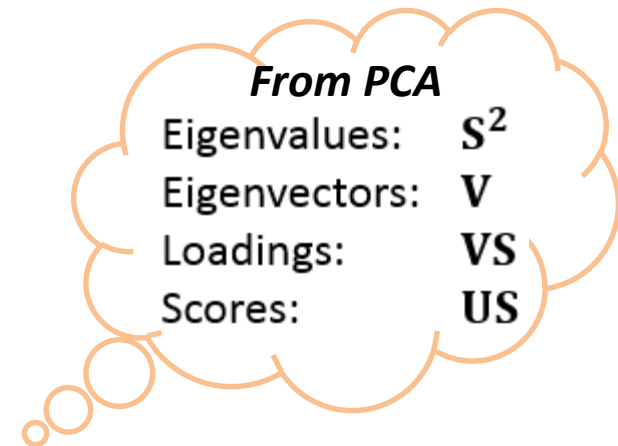 From PCA
Eigenvalues: S²
Eigenvectors: V
Loadings: VS
Scores: US